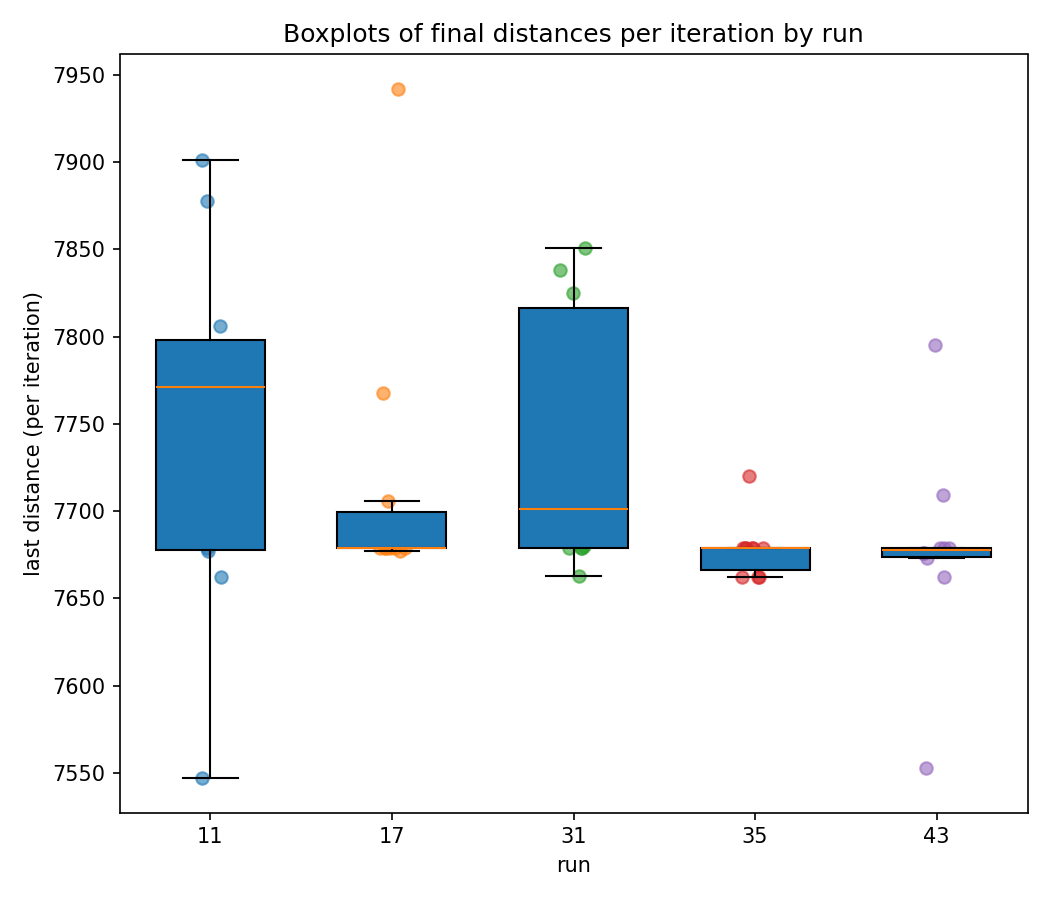 Boxplots of final distances per iteration by run
last distance (per iteration)
7950
7900
7850
7800
7750
7700
7650
7600
7550
11 17 31 35 43
run